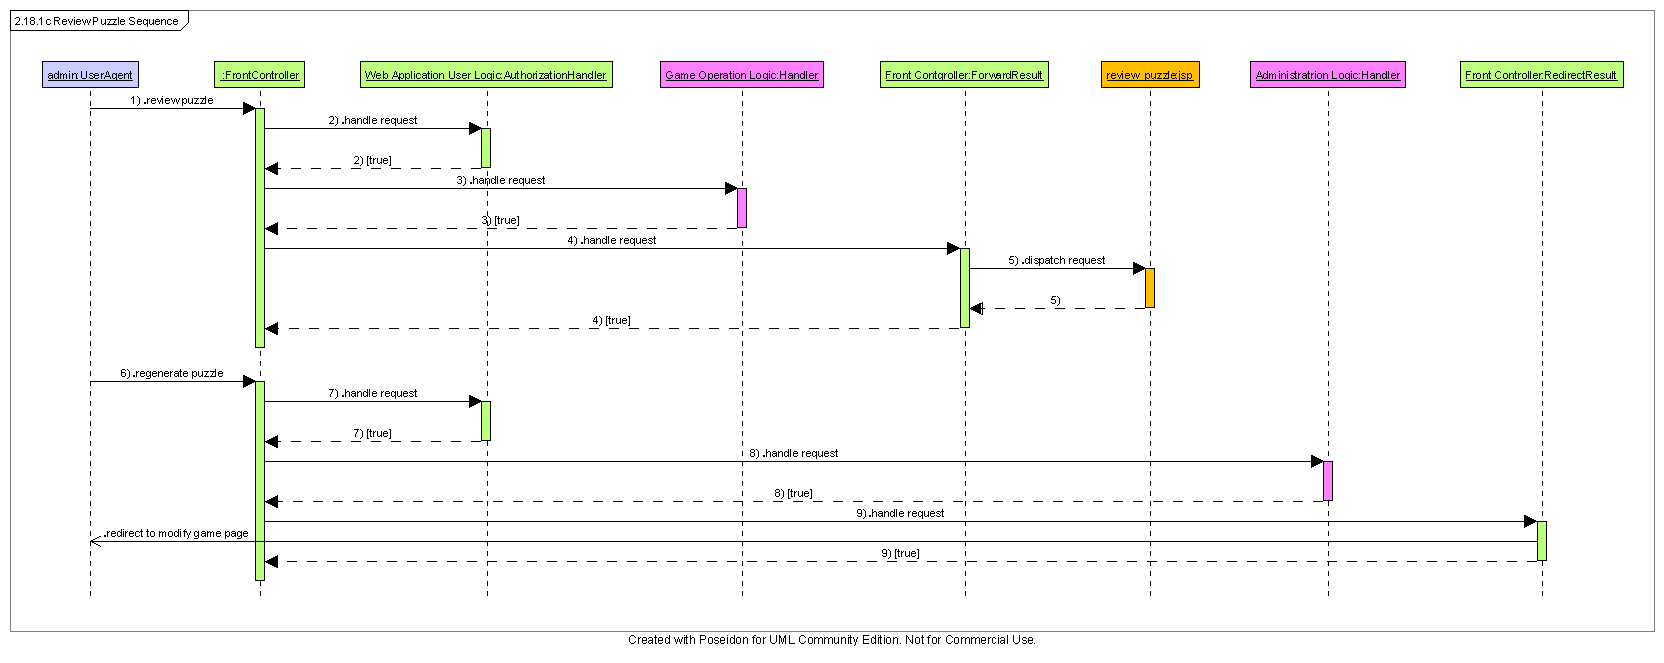 2.18.1c ReviewPuzzle Sequence
admin:UserAgent
:FrontController
Web Application User Logic:AuthorizationHandler
Game Operation Logic:Handler
Front Contqroller:ForwardResult
review_puzzle.jsp
Administratrion Logic:Handler
Front Controller:RedirectResult
1) .review puzzle
2) .handle request
2) [true]
3) .handle request
3) [true]
4) .handle request
5) .dispatch request
5)
4) [true]
6) .regenerate puzzle
7) .handle request
7) [true]
8) .handle request
8) [true]
9) .handle request
.redirect to modify game page
9) [true]
Created with Poseidon for UML Community Edition. Not for Commercial Use.